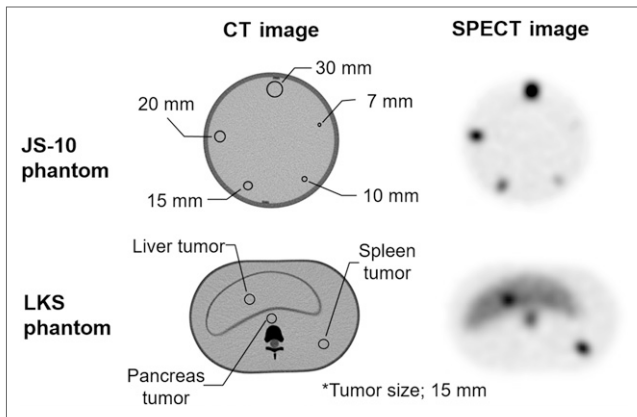 CT image
SPECT image
30 mm
7 mm
20 mm
JS-10
phantom
15 mm
10 mm
Liver tumor
Spleen
tumor
LKS
phantom
Pancreas
tumor
*Tumor size; 15 mm